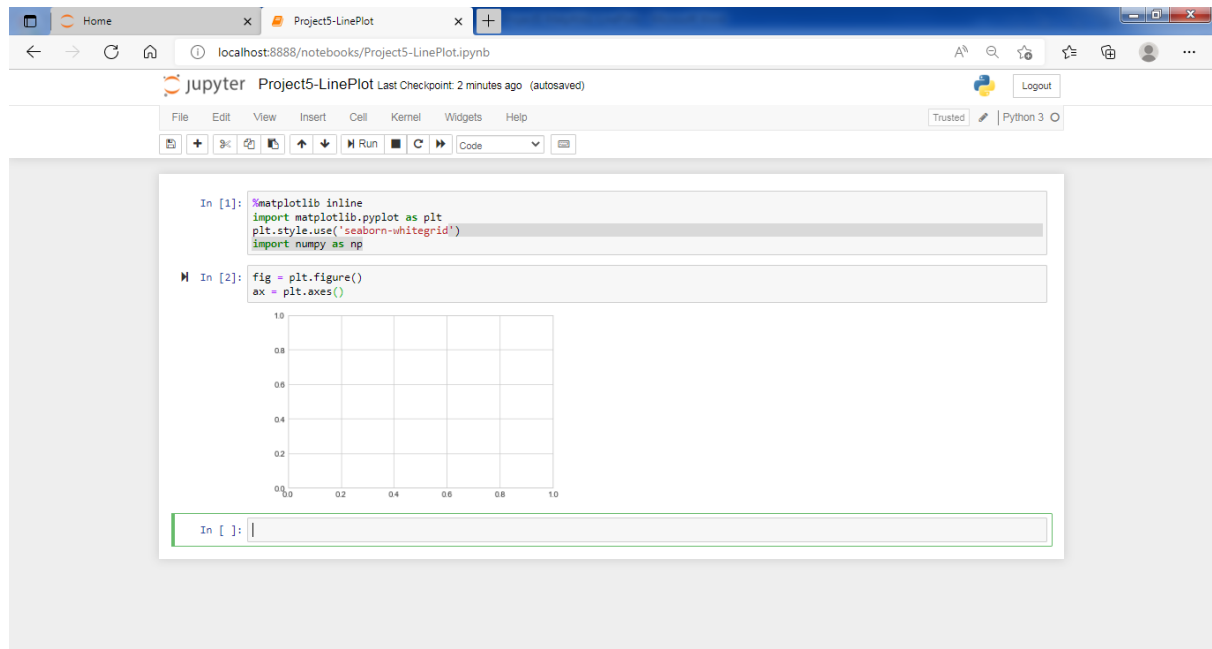 Home
Project5-LinePlot
localhost:8888/notebooks/Project5-LinePlot.ipynb
jupyter Project5-LinePlot Last Checkpoint: 2 minutes ago (autosaved)
Logout
File Edit View Insert Cell Kernel Widgets Help
Trusted Python 3
Run Code
In [1]: %matplotlib inline
import matplotlib.pyplot as plt
plt.style.use('seaborn-whitegrid')
import numpy as np
In [2]: fig = plt.figure()
ax = plt.axes()
1.0
0.8
0.6
0.4
0.2
0.0
0.0 0.2 0.4 0.6 0.8 1.0
In [ ]: